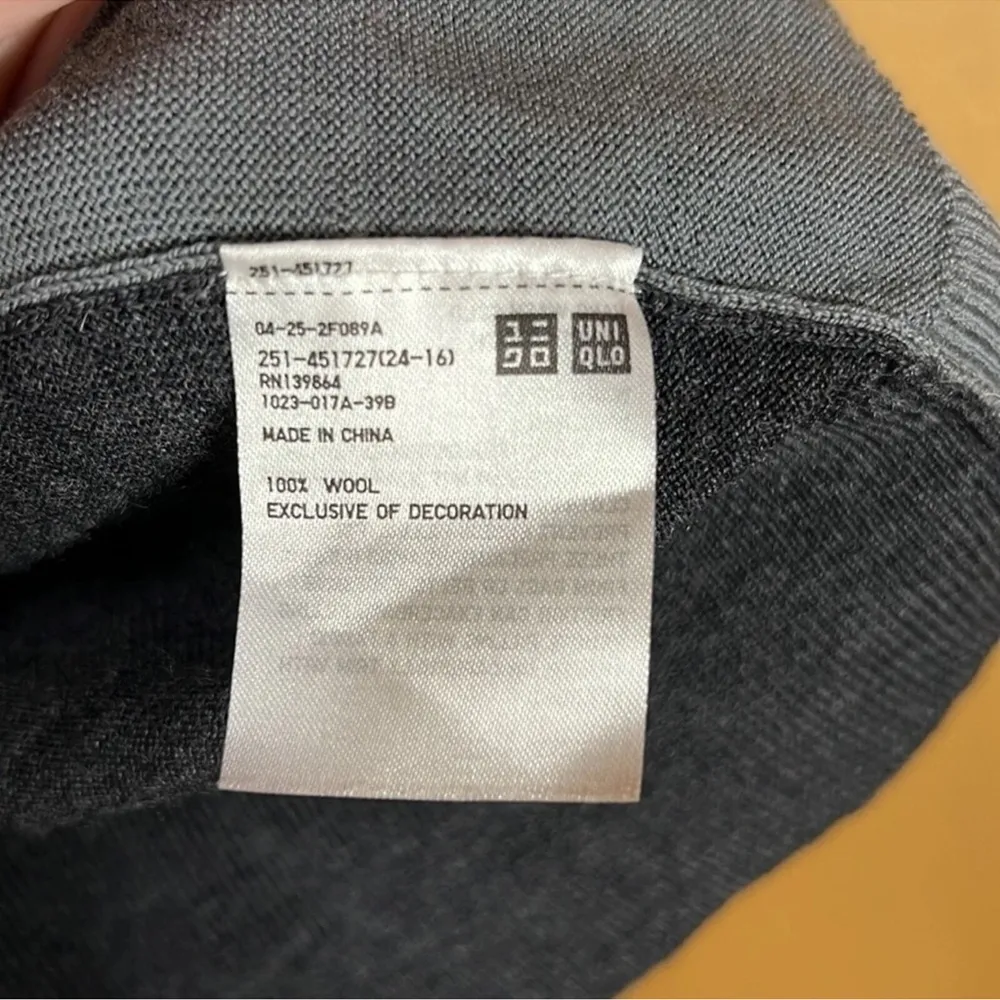 251-451727
04-25-2F089A
251-451727(24-16)
RN139864
1023-017A-39B
MADE IN CHINA
100% WOOL
EXCLUSIVE OF DECORATION
ユニ
クロ
UNI
QLO